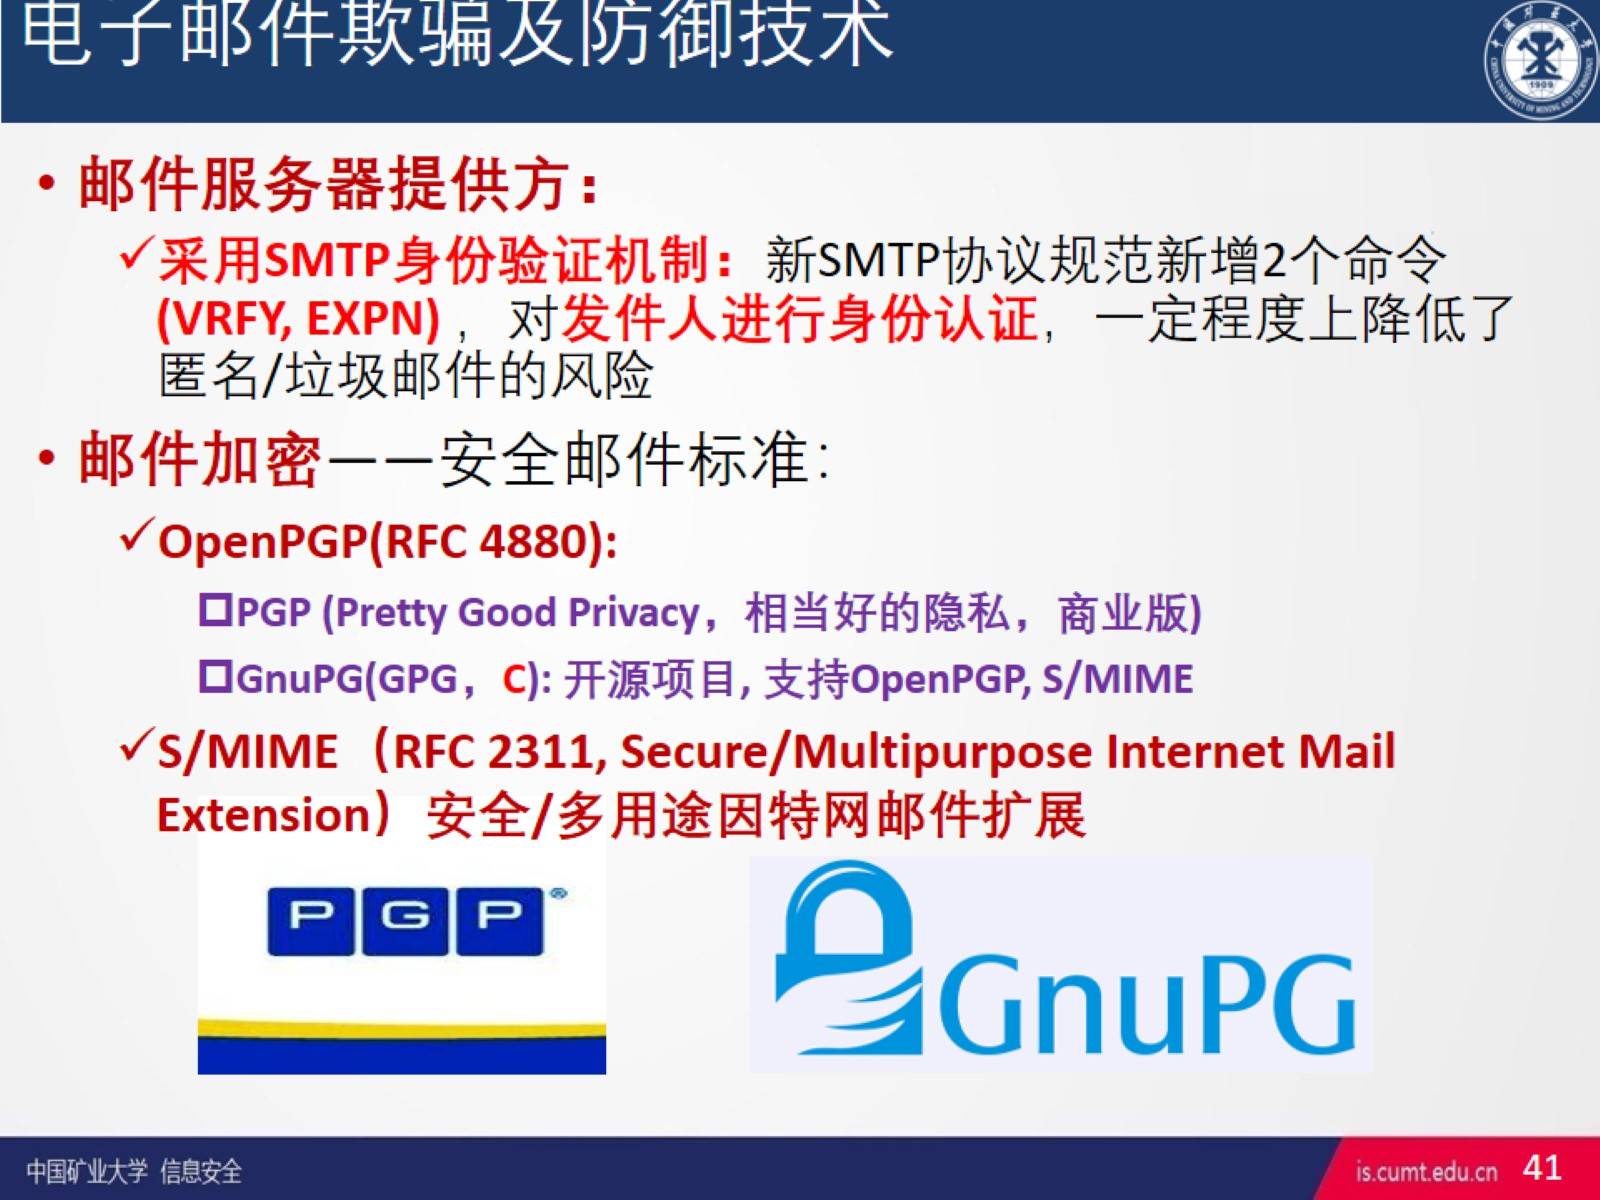 电子邮件欺骗及防御技术
• 邮件服务器提供方：
✓采用SMTP身份验证机制：新SMTP协议规范新增2个命令
(VRFY, EXPN)，对发件人进行身份认证，一定程度上降低了
匿名/垃圾邮件的风险
• 邮件加密——安全邮件标准：
✓OpenPGP(RFC 4880):
□PGP (Pretty Good Privacy，相当好的隐私，商业版)
□GnuPG(GPG，C): 开源项目, 支持OpenPGP, S/MIME
✓S/MIME（RFC 2311, Secure/Multipurpose Internet Mail
Extension）安全/多用途因特网邮件扩展
PGP®
GnuPG
中国矿业大学 信息安全
is.cumt.edu.cn 41
CHINA UNIVERSITY OF MINING AND TECHNOLOGY
1909